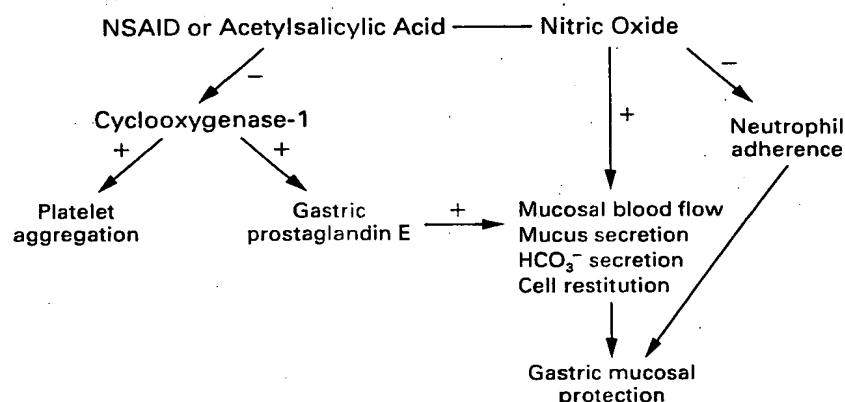 NSAID or Acetylsalicylic Acid — Nitric Oxide
−
−
Cyclooxygenase-1
+
Neutrophil
adherence
+
+
Platelet
aggregation
Gastric
prostaglandin E
+
Mucosal blood flow
Mucus secretion
HCO₃⁻ secretion
Cell restitution
Gastric mucosal
protection